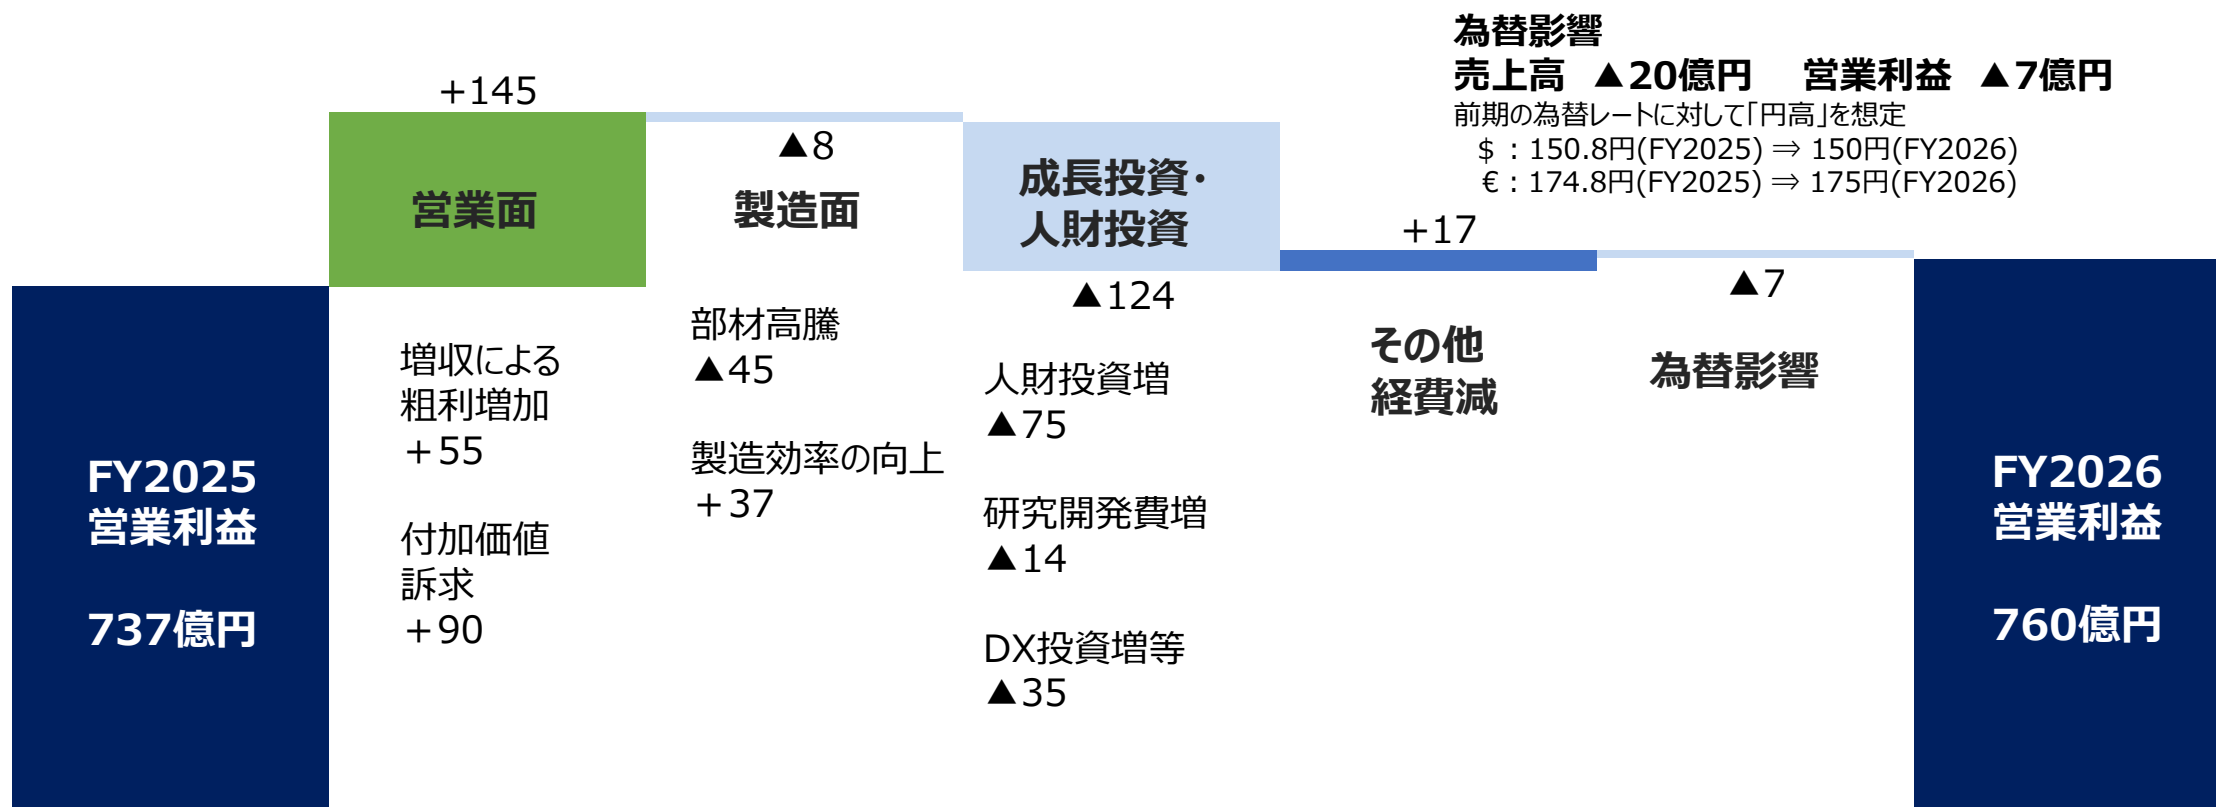 為替影響
売上高 ▲20億円 営業利益 ▲7億円
前期の為替レートに対して「円高」を想定
$ : 150.8円(FY2025) ⇒ 150円(FY2026)
€ : 174.8円(FY2025) ⇒ 175円(FY2026)
FY2025
営業利益
737億円
+145
営業面
増収による
粗利増加
+55
付加価値
訴求
+90
▲8
製造面
部材高騰
▲45
製造効率の向上
+37
成長投資・
人財投資
▲124
人財投資増
▲75
研究開発費増
▲14
DX投資増等
▲35
+17
その他
経費減
▲7
為替影響
FY2026
営業利益
760億円